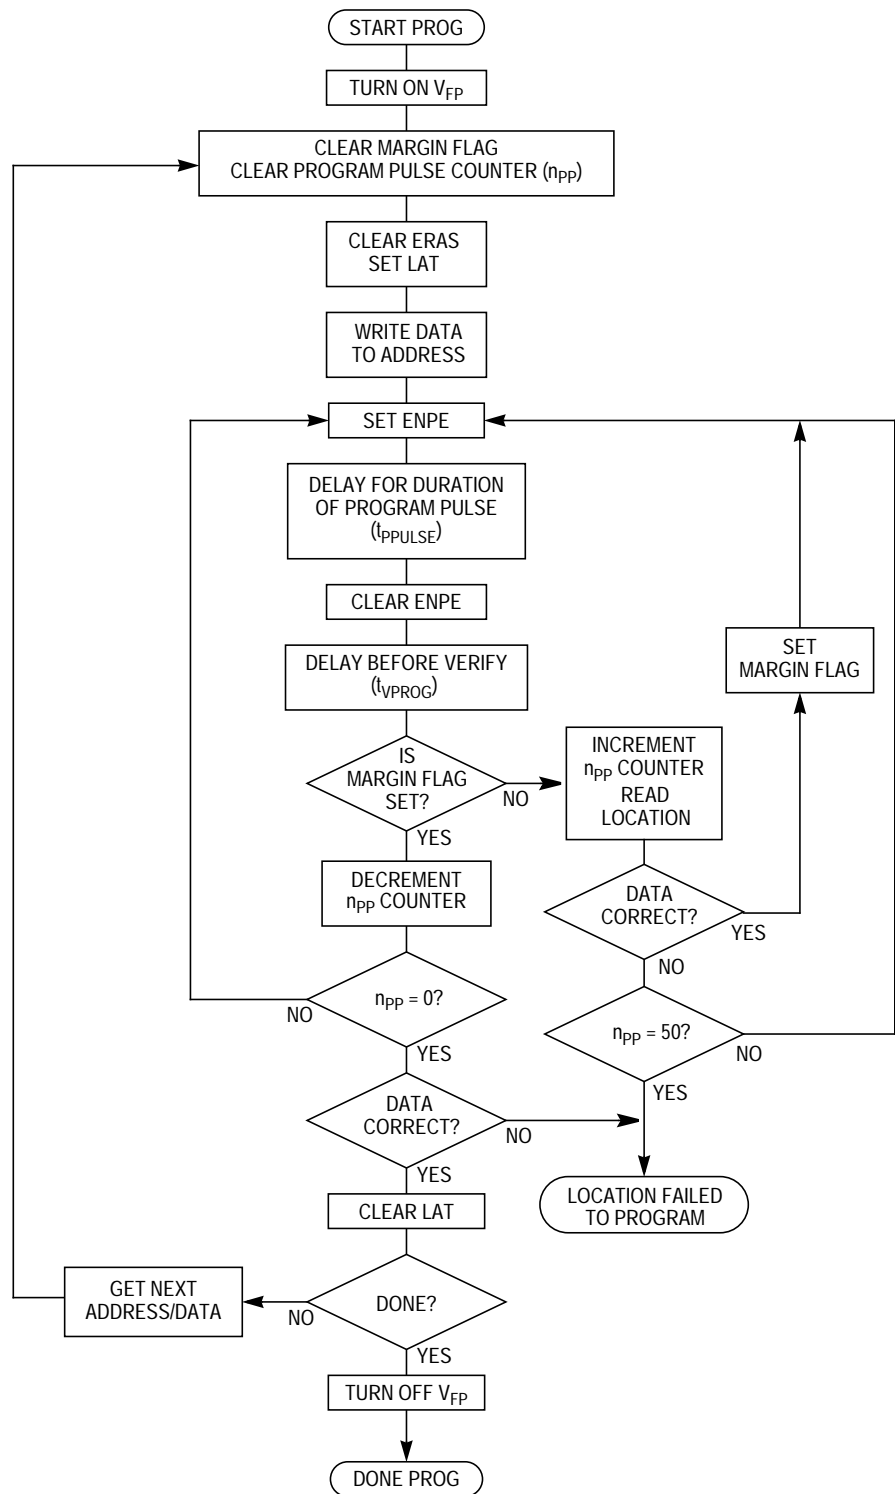 START PROG
TURN ON VFP
CLEAR MARGIN FLAG
CLEAR PROGRAM PULSE COUNTER (nPP)
CLEAR ERAS
SET LAT
WRITE DATA
TO ADDRESS
SET ENPE
DELAY FOR DURATION
OF PROGRAM PULSE
(tPPULSE)
CLEAR ENPE
DELAY BEFORE VERIFY
(tVPROG)
SET
MARGIN FLAG
IS
MARGIN FLAG
SET?
NO
YES
INCREMENT
nPP COUNTER
READ
LOCATION
DECREMENT
nPP COUNTER
DATA
CORRECT?
YES
NO
nPP = 0?
NO
YES
nPP = 50?
NO
YES
DATA
CORRECT?
NO
YES
LOCATION FAILED
TO PROGRAM
CLEAR LAT
GET NEXT
ADDRESS/DATA
DONE?
NO
YES
TURN OFF VFP
DONE PROG